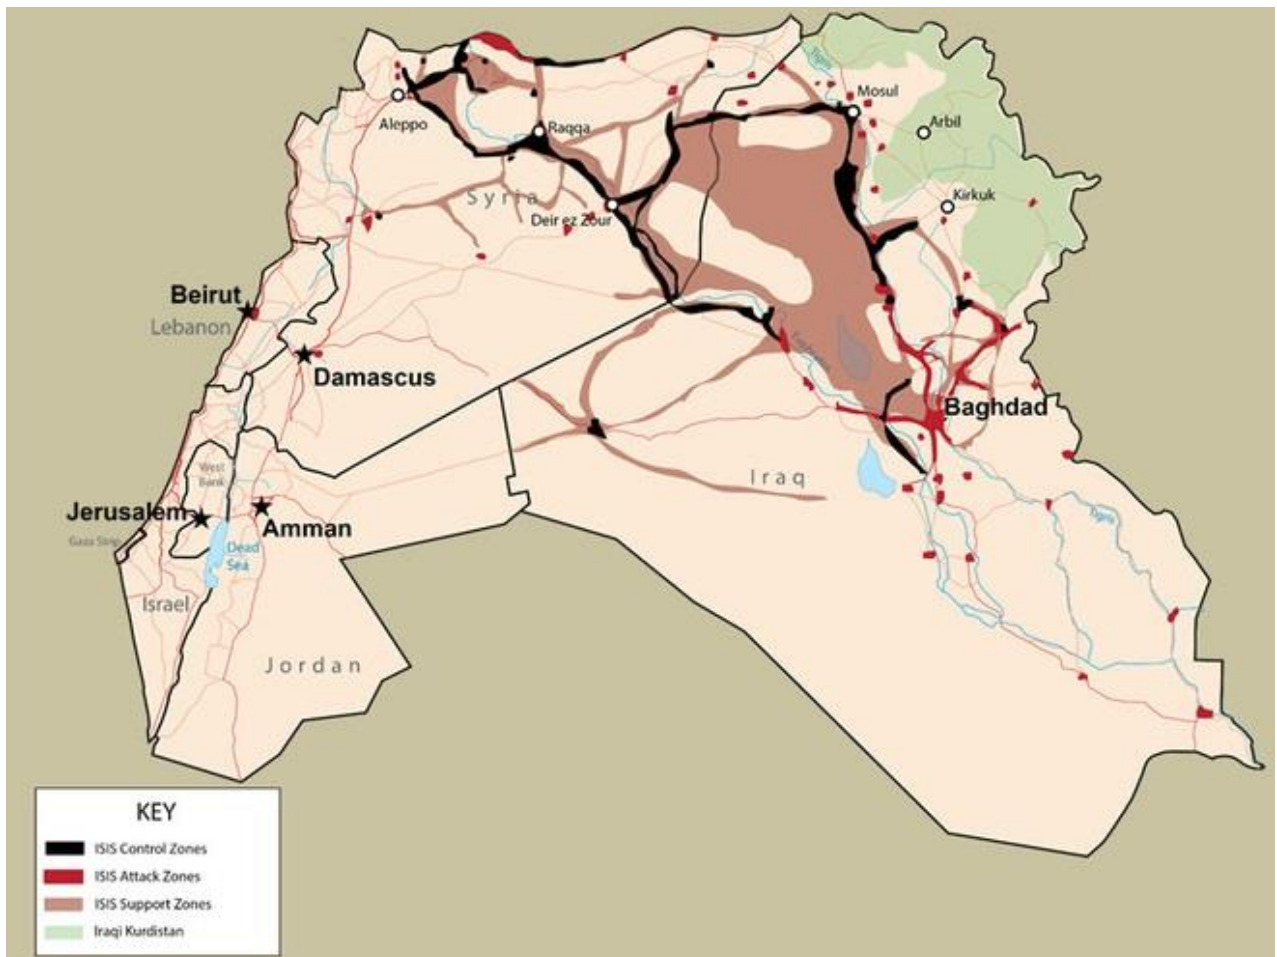 Tigris
Mosul
Aleppo
Raqqa
Arbil
Syria
Deir ez Zour
Kirkuk
Beirut
Lebanon
Damascus
Baghdad
West
Bank
Iraq
Jerusalem
Amman
Gaza Strip
Dead
Sea
Tigris
Israel
Jordan
KEY
ISIS Control Zones
ISIS Attack Zones
ISIS Support Zones
Iraqi Kurdistan